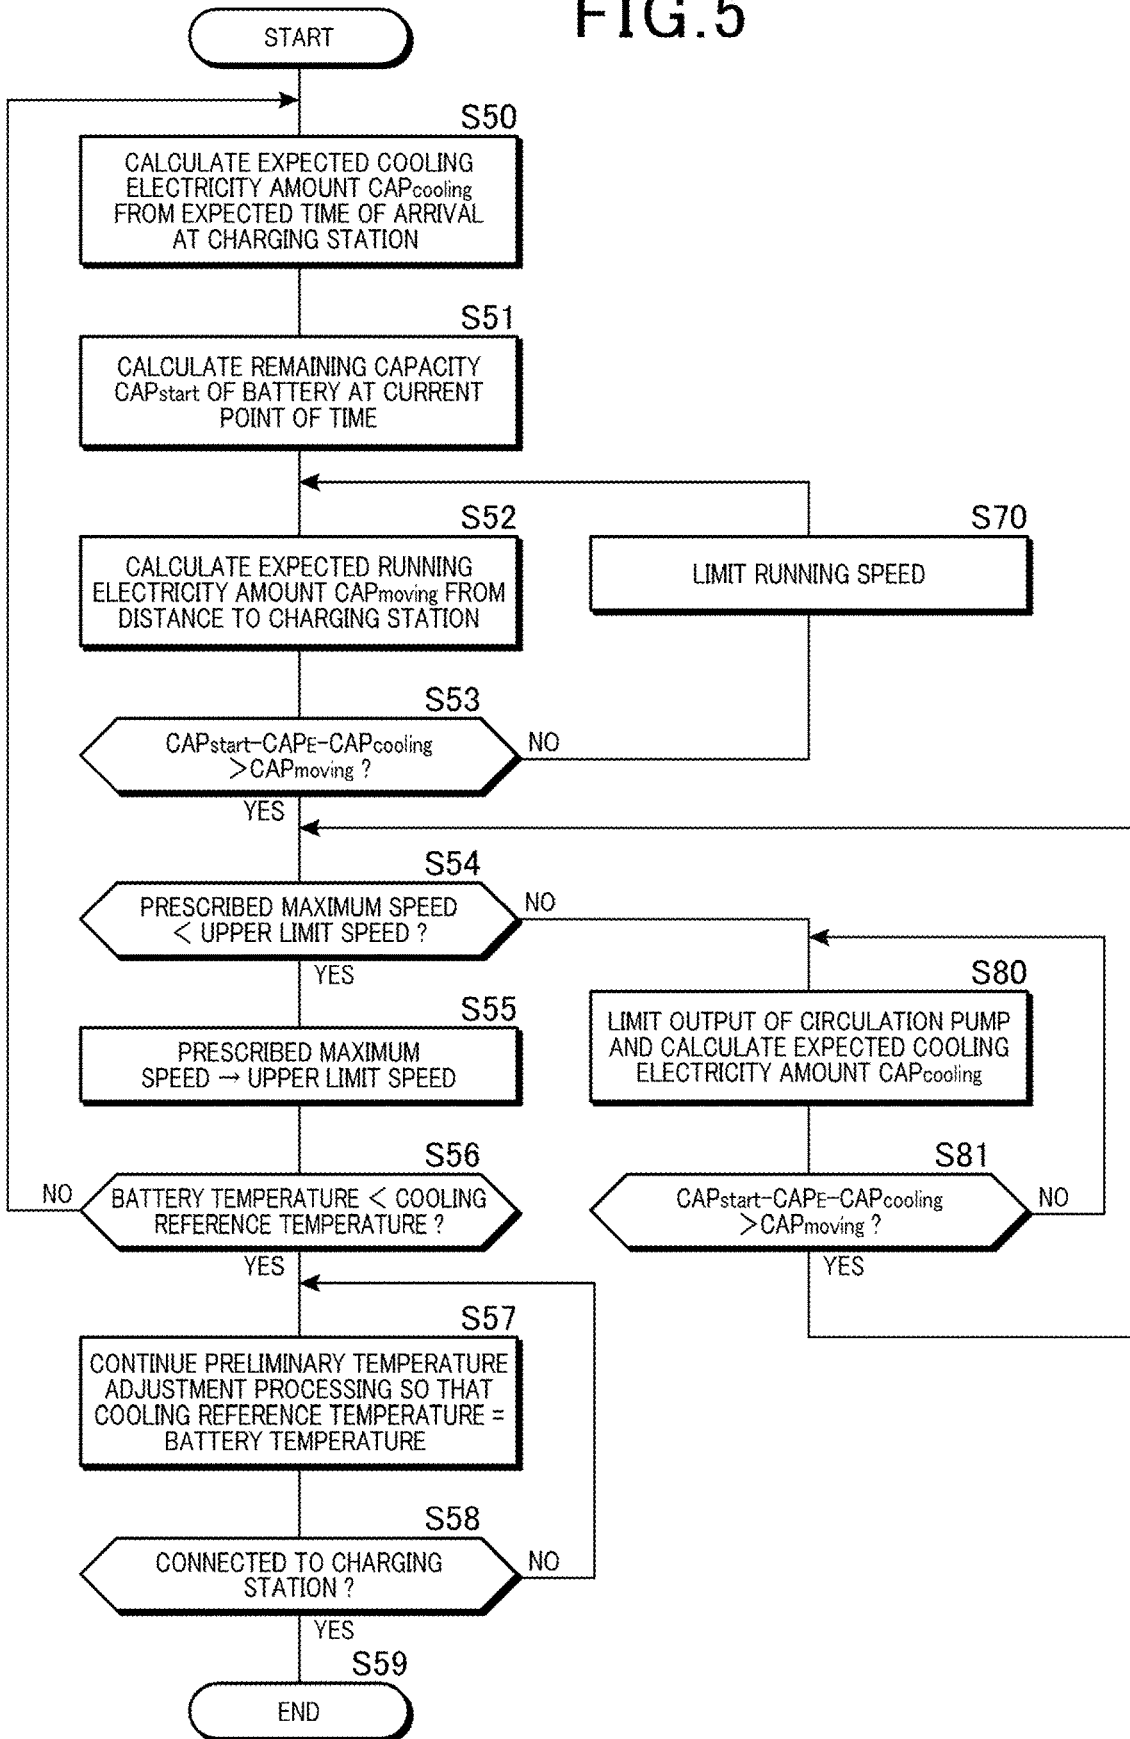 FIG.5
START
S50
CALCULATE EXPECTED COOLING
ELECTRICITY AMOUNT CAPcooling
FROM EXPECTED TIME OF ARRIVAL
AT CHARGING STATION
S51
CALCULATE REMAINING CAPACITY
CAPstart OF BATTERY AT CURRENT
POINT OF TIME
S52
CALCULATE EXPECTED RUNNING
ELECTRICITY AMOUNT CAPmoving FROM
DISTANCE TO CHARGING STATION
S70
LIMIT RUNNING SPEED
S53
CAPstart-CAPE-CAPcooling
>CAPmoving ?
NO
YES
S54
PRESCRIBED MAXIMUM SPEED
< UPPER LIMIT SPEED ?
NO
YES
S55
PRESCRIBED MAXIMUM
SPEED → UPPER LIMIT SPEED
S80
LIMIT OUTPUT OF CIRCULATION PUMP
AND CALCULATE EXPECTED COOLING
ELECTRICITY AMOUNT CAPcooling
S56
NO
BATTERY TEMPERATURE < COOLING
REFERENCE TEMPERATURE ?
YES
S81
CAPstart-CAPE-CAPcooling
>CAPmoving ?
NO
YES
S57
CONTINUE PRELIMINARY TEMPERATURE
ADJUSTMENT PROCESSING SO THAT
COOLING REFERENCE TEMPERATURE =
BATTERY TEMPERATURE
S58
CONNECTED TO CHARGING
STATION ?
NO
YES
S59
END